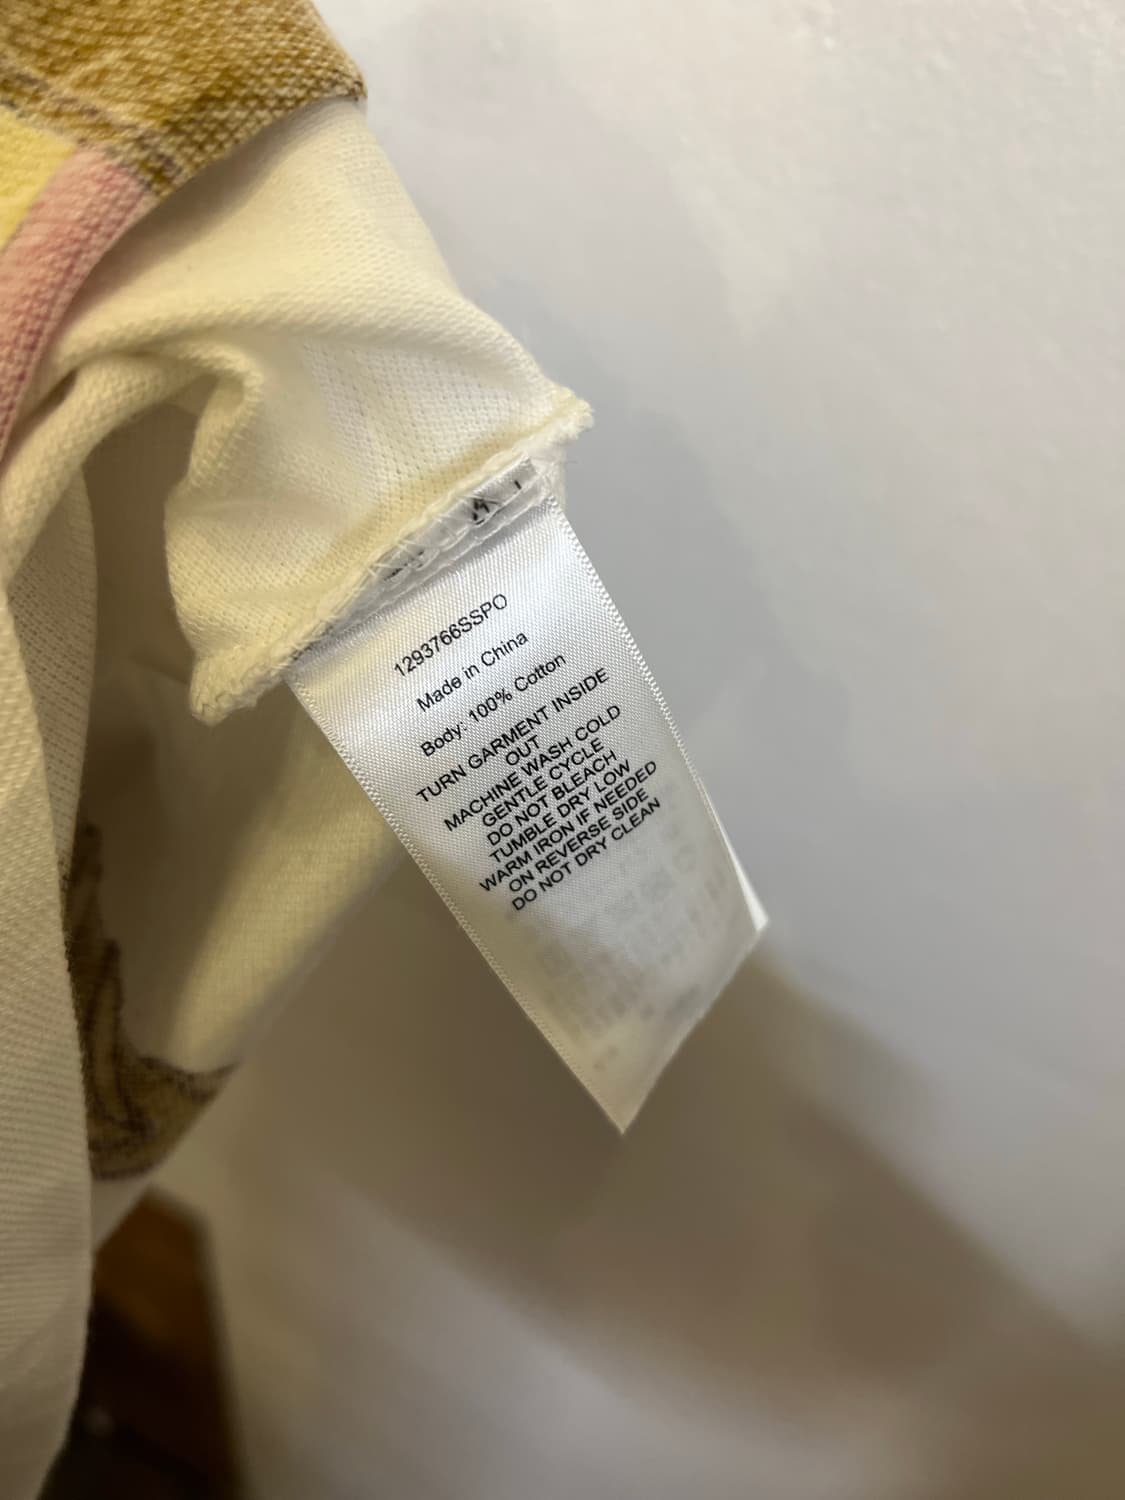 1293766SSPO
Made in China
Body: 100% Cotton
TURN GARMENT INSIDE
OUT
MACHINE WASH COLD
GENTLE CYCLE
DO NOT BLEACH
TUMBLE DRY LOW
WARM IRON IF NEEDED
ON REVERSE SIDE
DO NOT DRY CLEAN